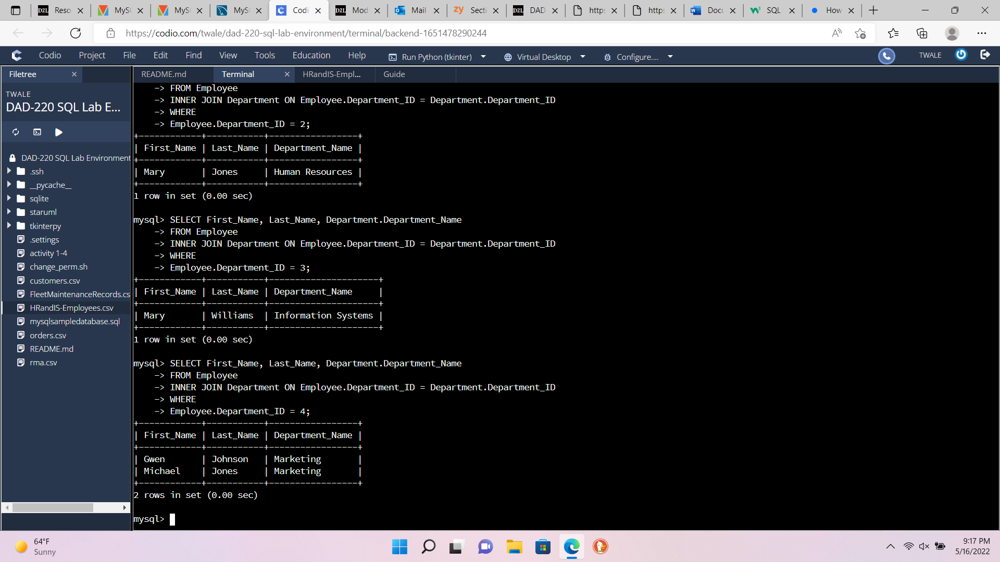 Reso
MyS
MyS
MyS
Codi
Mod
Mail
Secti
DAD
https
https
Docu
SQL
How
https://codio.com/twale/dad-220-sql-lab-environment/terminal/backend-1651478290244
Codio Project File Edit Find View Tools Education Help Run Python (tkinter) Virtual Desktop Configure.... TWALE
Filetree
TWALE
DAD-220 SQL Lab E...
DAD-220 SQL Lab Environment
.ssh
__pycache__
sqlite
staruml
tkinterpy
.settings
activity 1-4
change_perm.sh
customers.csv
FleetMaintenanceRecords.cs
HRandIS-Employees.csv
mysqlsampledatabase.sql
orders.csv
README.md
rma.csv
README.md Terminal HRandIS-Empl... Guide
    -> FROM Employee
    -> INNER JOIN Department ON Employee.Department_ID = Department.Department_ID
    -> WHERE
    -> Employee.Department_ID = 2;
+------------+-----------+-----------------+
| First_Name | Last_Name | Department_Name |
+------------+-----------+-----------------+
| Mary       | Jones     | Human Resources |
+------------+-----------+-----------------+
1 row in set (0.00 sec)
mysql> SELECT First_Name, Last_Name, Department.Department_Name
    -> FROM Employee
    -> INNER JOIN Department ON Employee.Department_ID = Department.Department_ID
    -> WHERE
    -> Employee.Department_ID = 3;
+------------+-----------+---------------------+
| First_Name | Last_Name | Department_Name     |
+------------+-----------+---------------------+
| Mary       | Williams  | Information Systems |
+------------+-----------+---------------------+
1 row in set (0.00 sec)
mysql> SELECT First_Name, Last_Name, Department.Department_Name
    -> FROM Employee
    -> INNER JOIN Department ON Employee.Department_ID = Department.Department_ID
    -> WHERE
    -> Employee.Department_ID = 4;
+------------+-----------+-----------------+
| First_Name | Last_Name | Department_Name |
+------------+-----------+-----------------+
| Gwen       | Johnson   | Marketing       |
| Michael    | Jones     | Marketing       |
+------------+-----------+-----------------+
2 rows in set (0.00 sec)
mysql>
64°F
Sunny
9:17 PM
5/16/2022